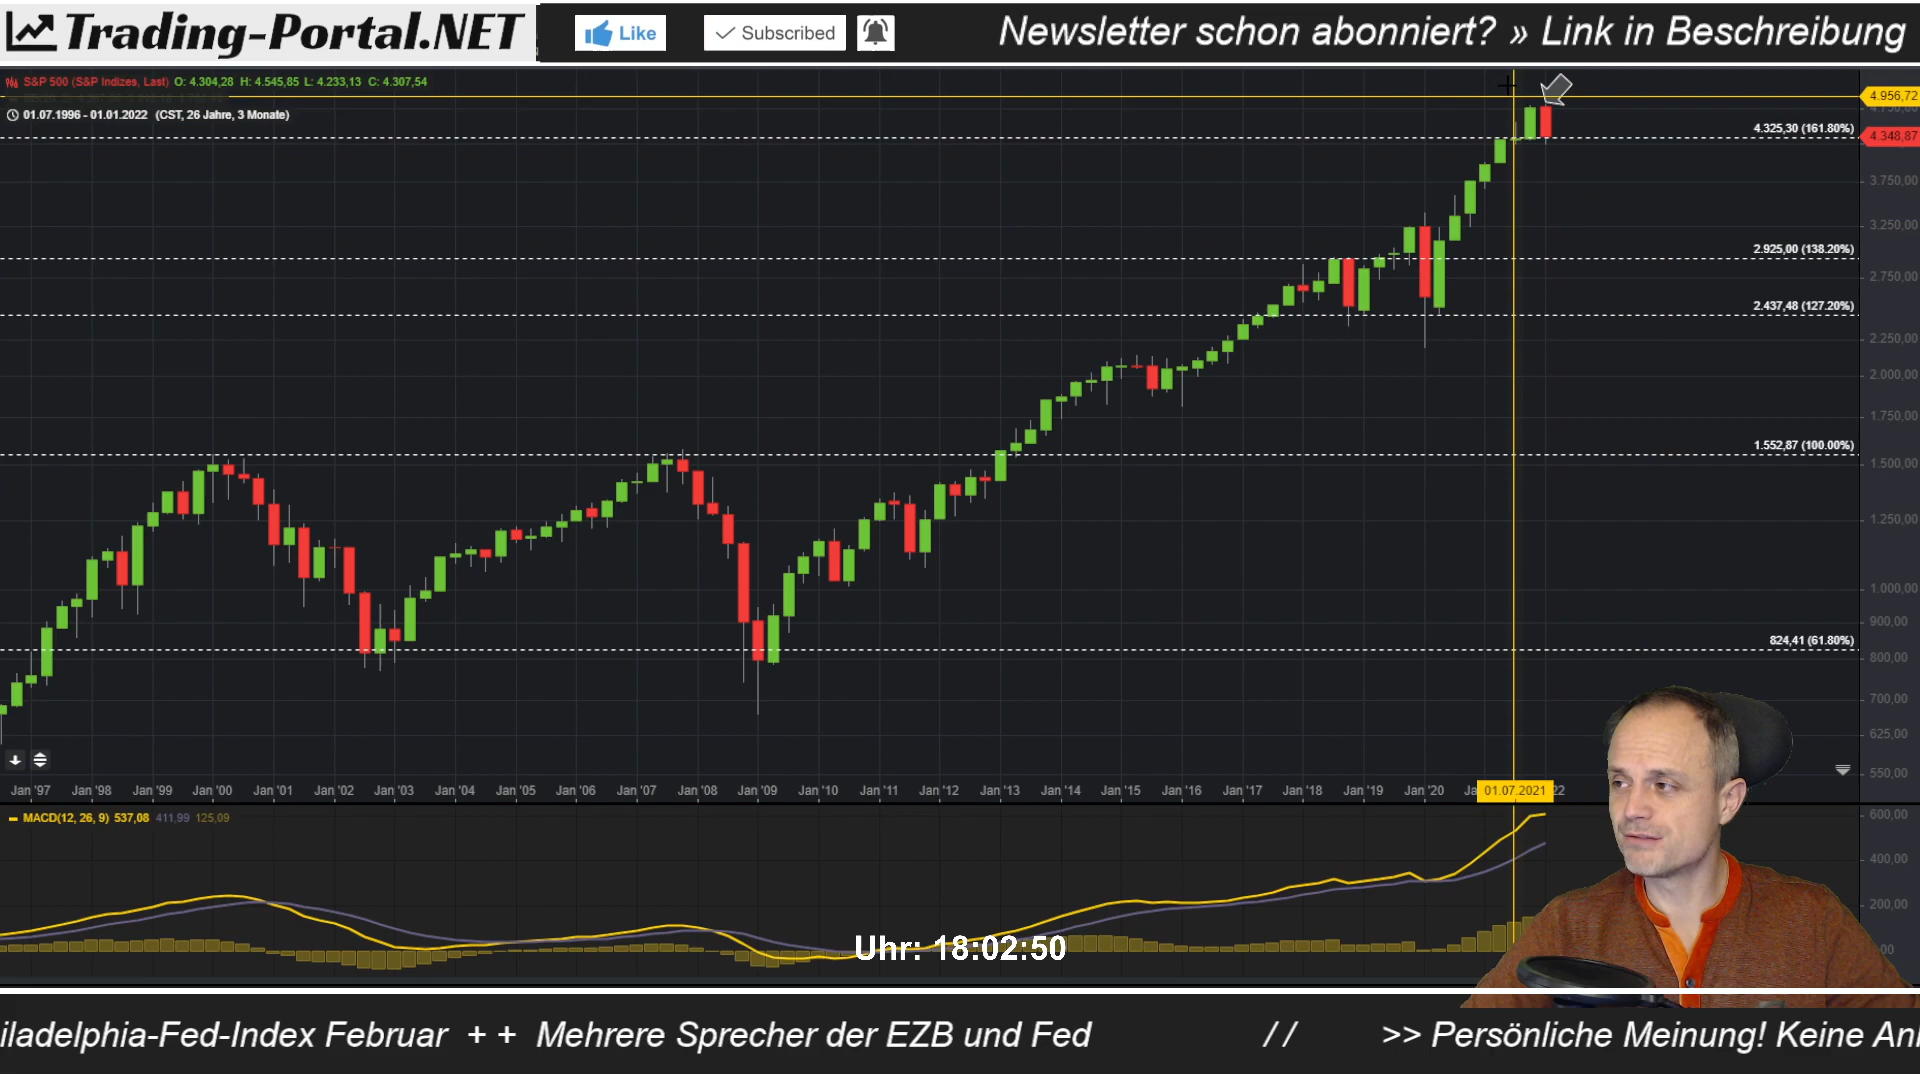 Trading-Portal.NET
Like
Subscribed
Newsletter schon abonniert? » Link in Beschreibung
S&P 500 (S&P Indizes, Last) O: 4.304,28 H: 4.545,85 L: 4.233,13 C: 4.307,54
01.07.1996 - 01.01.2022 (CST, 26 Jahre, 3 Monate)
4.956,72
4.325,30 (161.80%)
4.348,87
3.750,00
3.250,00
2.925,00 (138.20%)
2.750,00
2.437,48 (127.20%)
2.250,00
2.000,00
1.750,00
1.552,87 (100.00%)
1.500,00
1.250,00
1.000,00
900,00
824,41 (61.80%)
800,00
700,00
625,00
550,00
Jan '97 Jan '98 Jan '99 Jan '00 Jan '01 Jan '02 Jan '03 Jan '04 Jan '05 Jan '06 Jan '07 Jan '08 Jan '09 Jan '10 Jan '11 Jan '12 Jan '13 Jan '14 Jan '15 Jan '16 Jan '17 Jan '18 Jan '19 Jan '20 Ja 01.07.2021 22
MACD(12, 26, 9) 537,08 411,99 125,09
600,00
400,00
200,00
00
Uhr: 18:02:50
iladelphia-Fed-Index Februar + + Mehrere Sprecher der EZB und Fed // >> Persönliche Meinung! Keine An